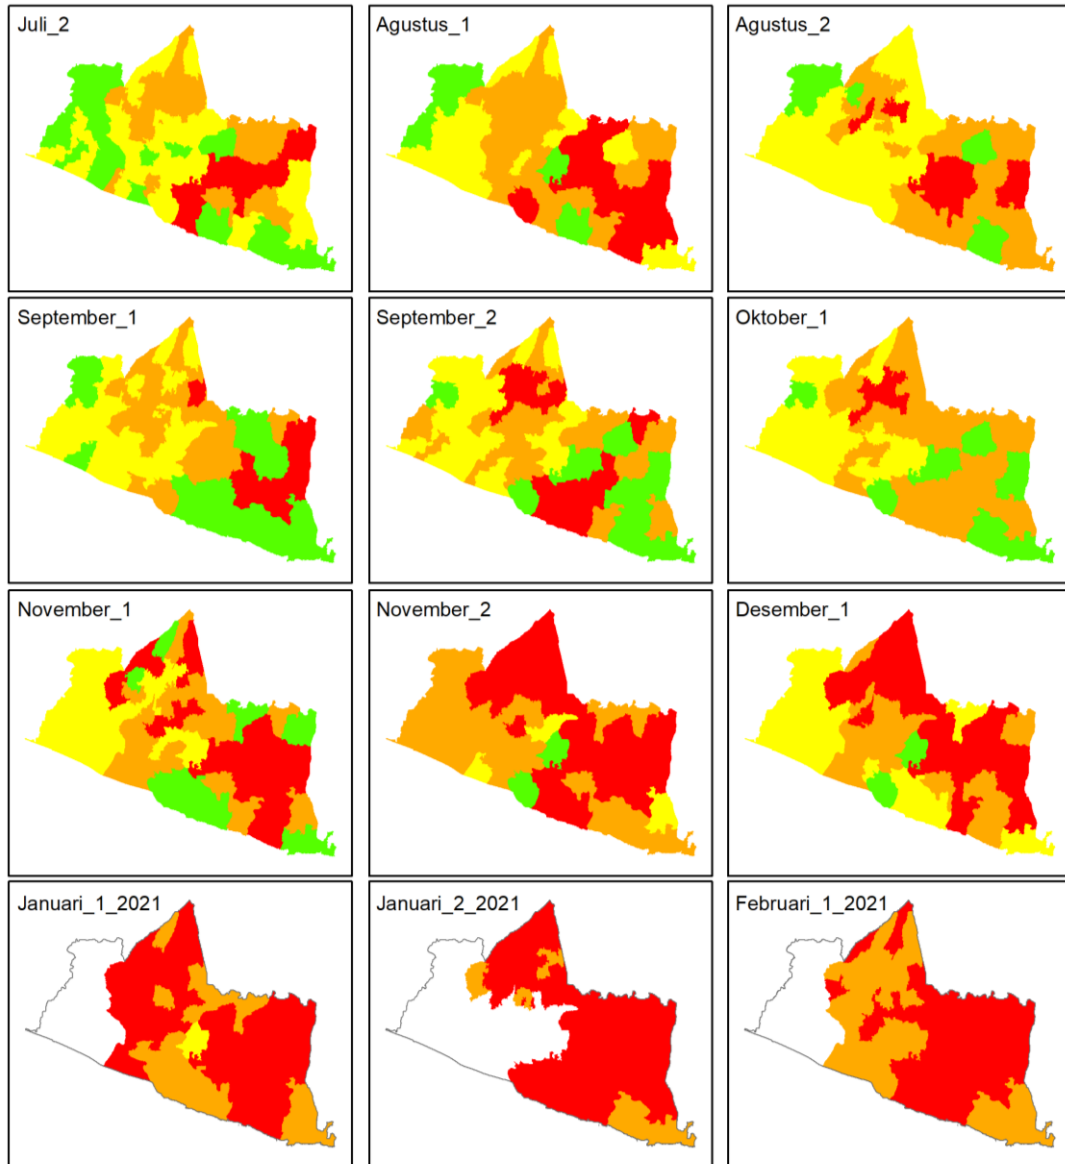 Juli_2
Agustus_1
Agustus_2
September_1
September_2
Oktober_1
November_1
November_2
Desember_1
Januari_1_2021
Januari_2_2021
Februari_1_2021